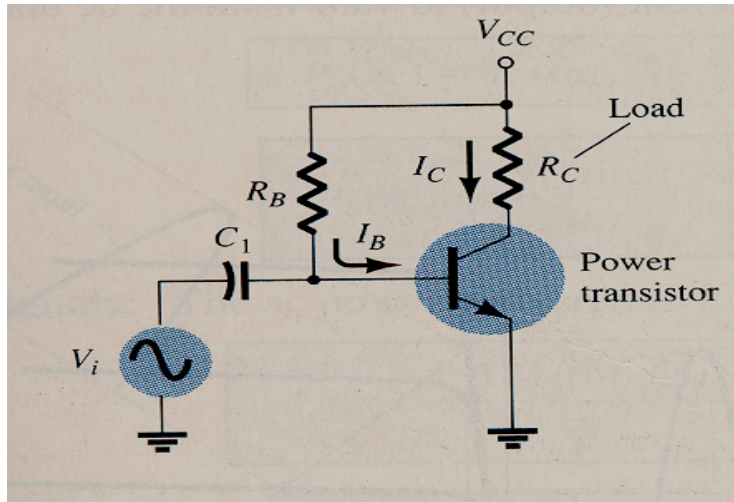 V_CC
Load
I_C
R_C
R_B
C_1
I_B
Power
transistor
V_i